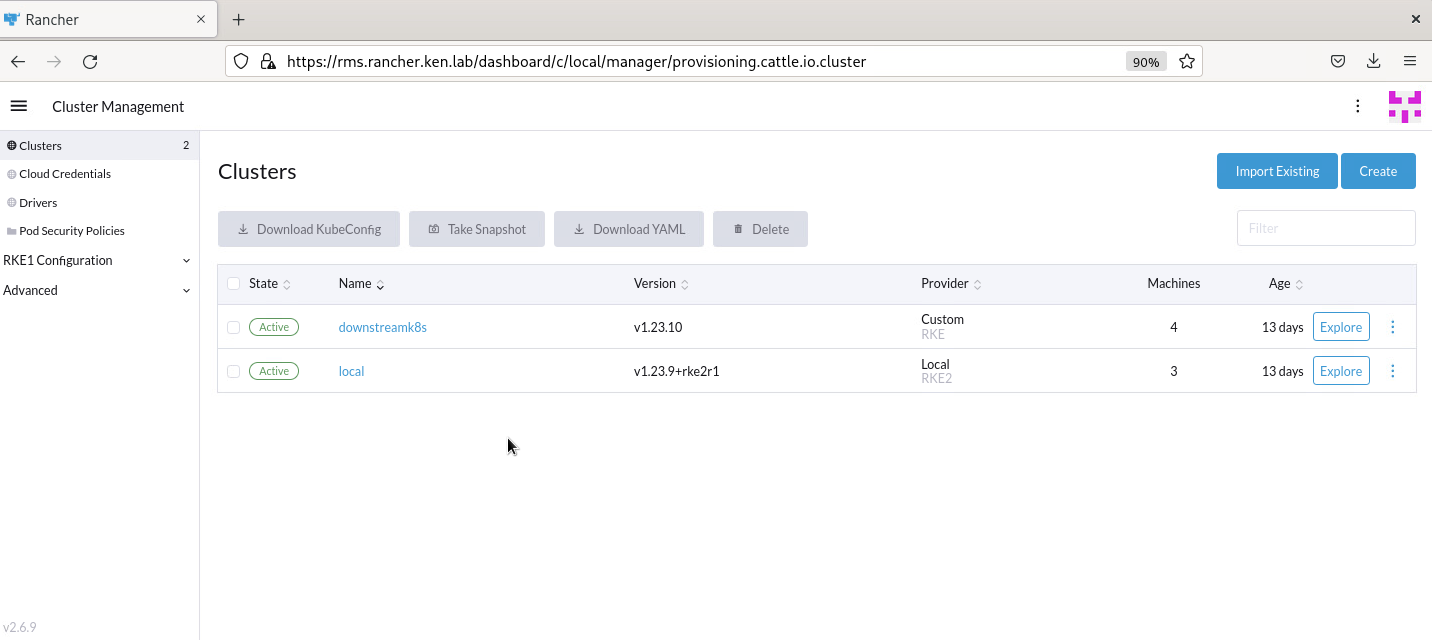 Rancher
https://rms.rancher.ken.lab/dashboard/c/local/manager/provisioning.cattle.io.cluster 90%
Cluster Management
Clusters 2
Cloud Credentials
Drivers
Pod Security Policies
RKE1 Configuration
Advanced
v2.6.9
Clusters
Import Existing Create
Download KubeConfig Take Snapshot Download YAML Delete
Filter
State Name Version Provider Machines Age
Active downstreamk8s v1.23.10 Custom 4 13 days Explore
RKE
Active local v1.23.9+rke2r1 Local 3 13 days Explore
RKE2